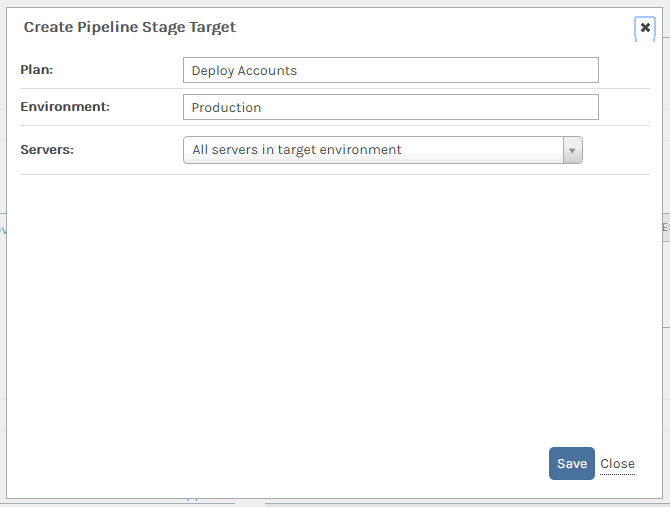 Create Pipeline Stage Target
Plan: Deploy Accounts
Environment: Production
Servers: All servers in target environment
Save Close